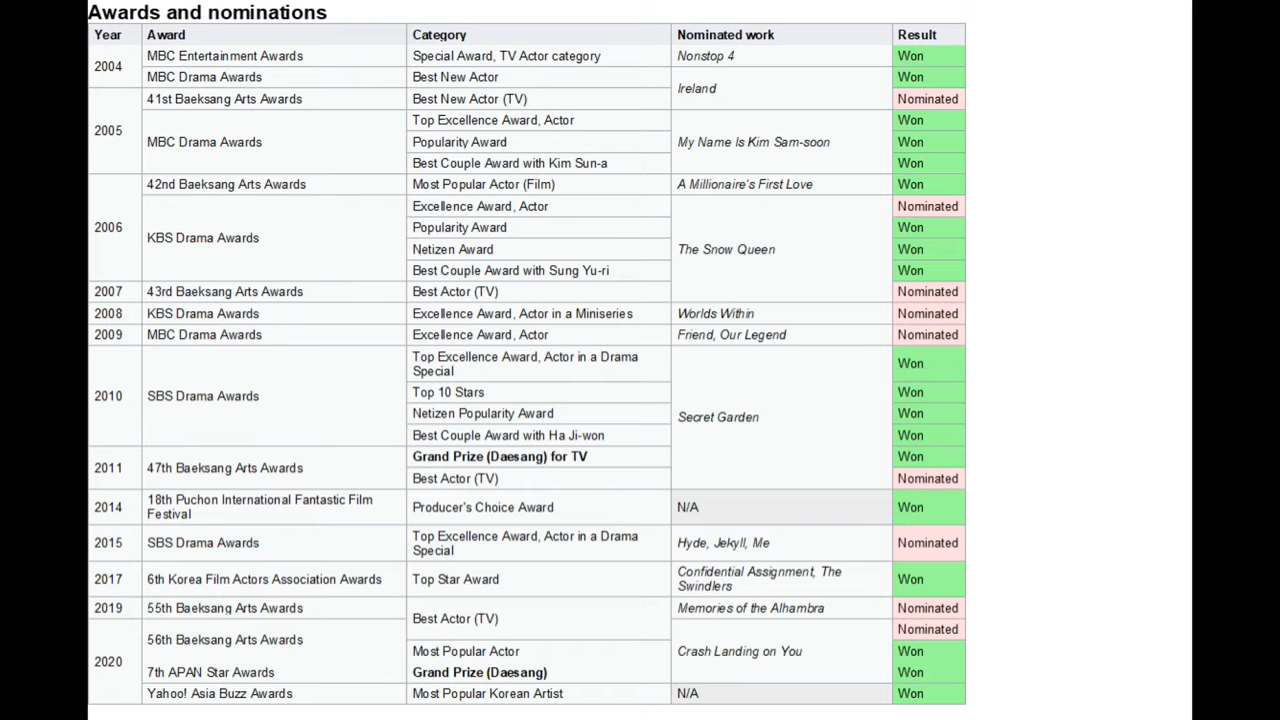 Awards and nominations
Year Award Category Nominated work Result
2004 MBC Entertainment Awards Special Award, TV Actor category Nonstop 4 Won
MBC Drama Awards Best New Actor Ireland Won
2005 41st Baeksang Arts Awards Best New Actor (TV) Nominated
MBC Drama Awards Top Excellence Award, Actor My Name Is Kim Sam-soon Won
Popularity Award Won
Best Couple Award with Kim Sun-a Won
2006 42nd Baeksang Arts Awards Most Popular Actor (Film) A Millionaire's First Love Won
KBS Drama Awards Excellence Award, Actor The Snow Queen Nominated
Popularity Award Won
Netizen Award Won
Best Couple Award with Sung Yu-ri Won
2007 43rd Baeksang Arts Awards Best Actor (TV) Nominated
2008 KBS Drama Awards Excellence Award, Actor in a Miniseries Worlds Within Nominated
2009 MBC Drama Awards Excellence Award, Actor Friend, Our Legend Nominated
2010 SBS Drama Awards Top Excellence Award, Actor in a Drama
Special Secret Garden Won
Top 10 Stars Won
Netizen Popularity Award Won
Best Couple Award with Ha Ji-won Won
2011 47th Baeksang Arts Awards Grand Prize (Daesang) for TV Won
Best Actor (TV) Nominated
2014 18th Puchon International Fantastic Film
Festival Producer's Choice Award N/A Won
2015 SBS Drama Awards Top Excellence Award, Actor in a Drama
Special Hyde, Jekyll, Me Nominated
2017 6th Korea Film Actors Association Awards Top Star Award Confidential Assignment, The
Swindlers Won
2019 55th Baeksang Arts Awards Best Actor (TV) Memories of the Alhambra Nominated
2020 56th Baeksang Arts Awards Crash Landing on You Nominated
Most Popular Actor Won
7th APAN Star Awards Grand Prize (Daesang) Won
Yahoo! Asia Buzz Awards Most Popular Korean Artist N/A Won